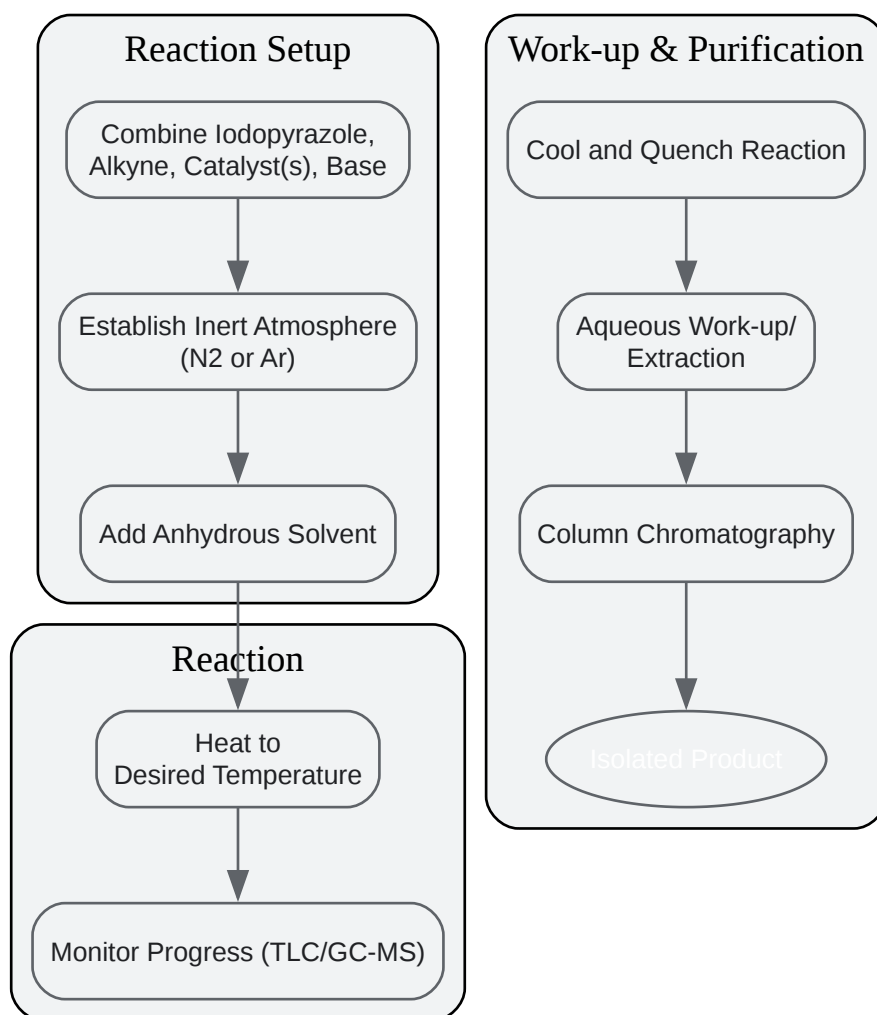 Reaction Setup
Combine Iodopyrazole,
Alkyne, Catalyst(s), Base
Establish Inert Atmosphere
(N2 or Ar)
Add Anhydrous Solvent
Reaction
Heat to
Desired Temperature
Monitor Progress (TLC/GC-MS)
Work-up & Purification
Cool and Quench Reaction
Aqueous Work-up/
Extraction
Column Chromatography
Isolated Product